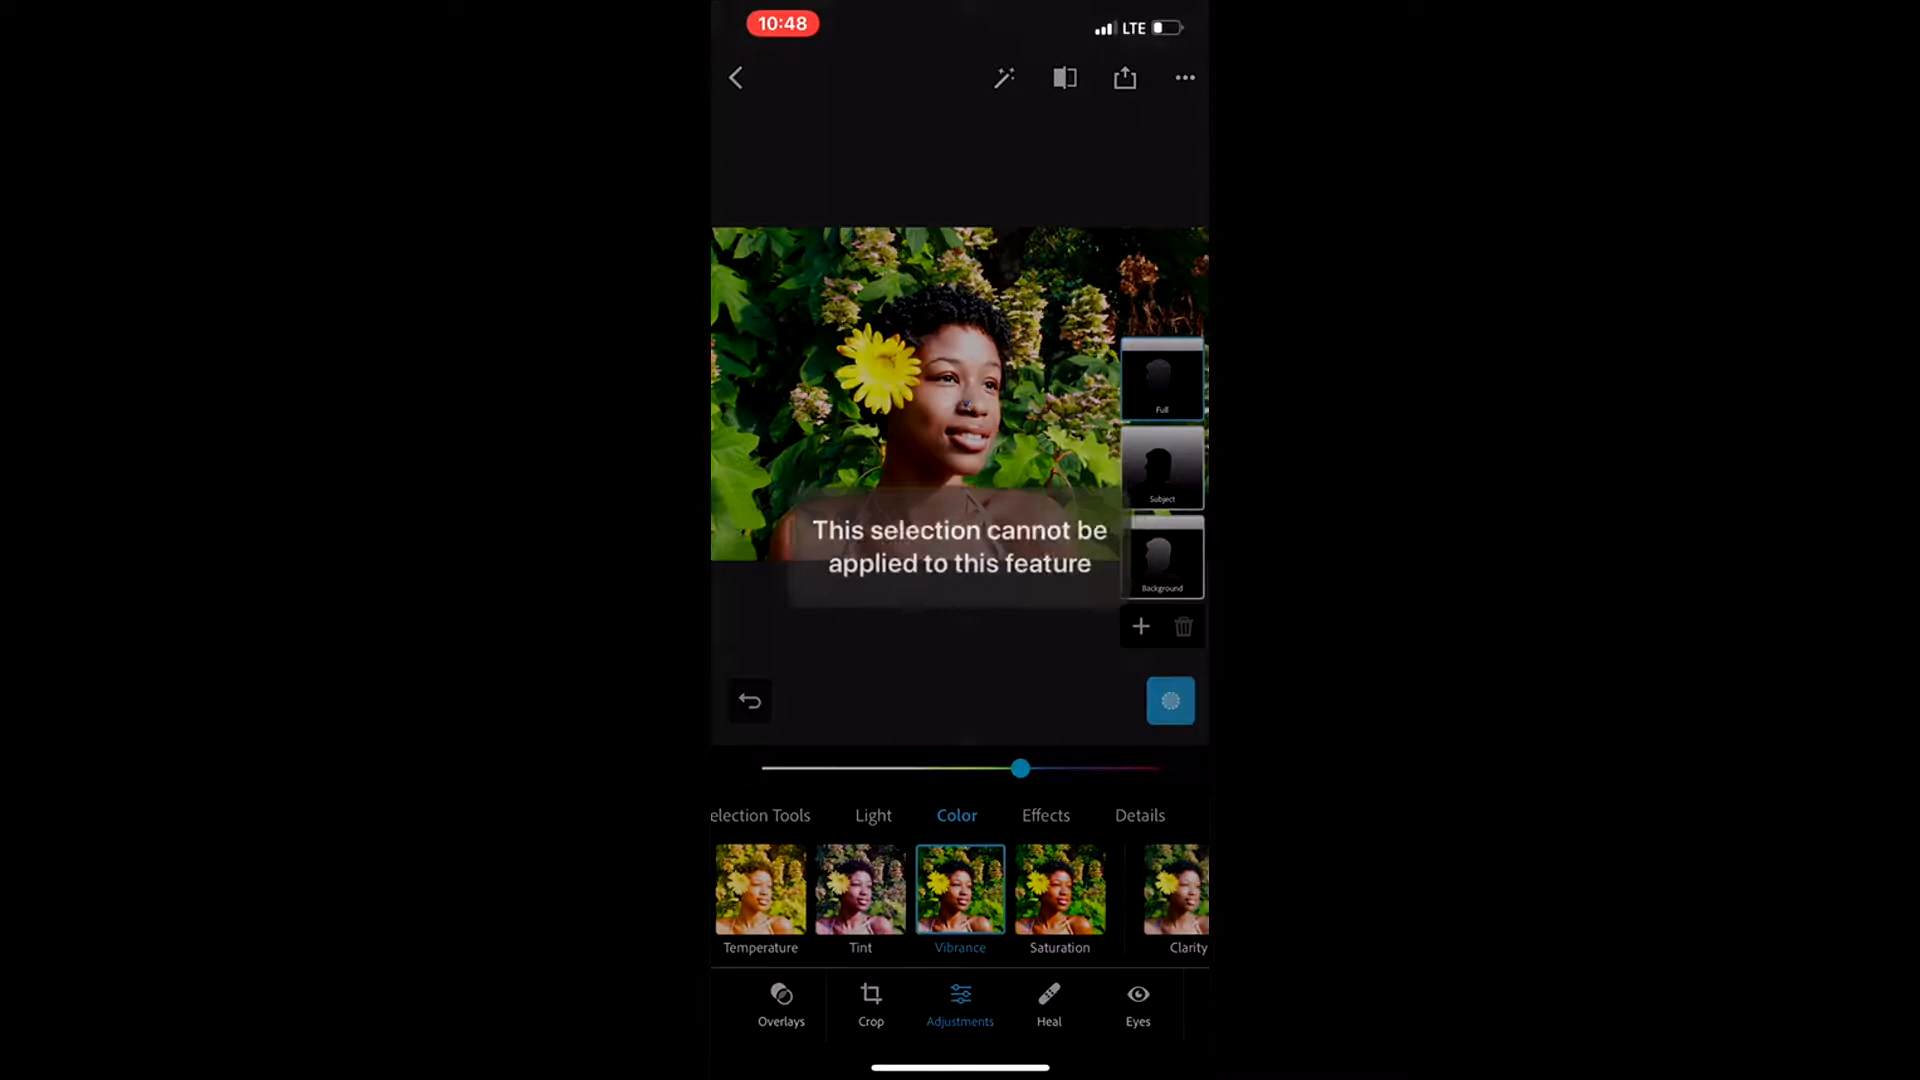 10:48
LTE
Full
Subject
This selection cannot be
applied to this feature
Background
election Tools
Light
Color
Effects
Details
Temperature
Tint
Vibrance
Saturation
Clarity
Overlays
Crop
Adjustments
Heal
Eyes